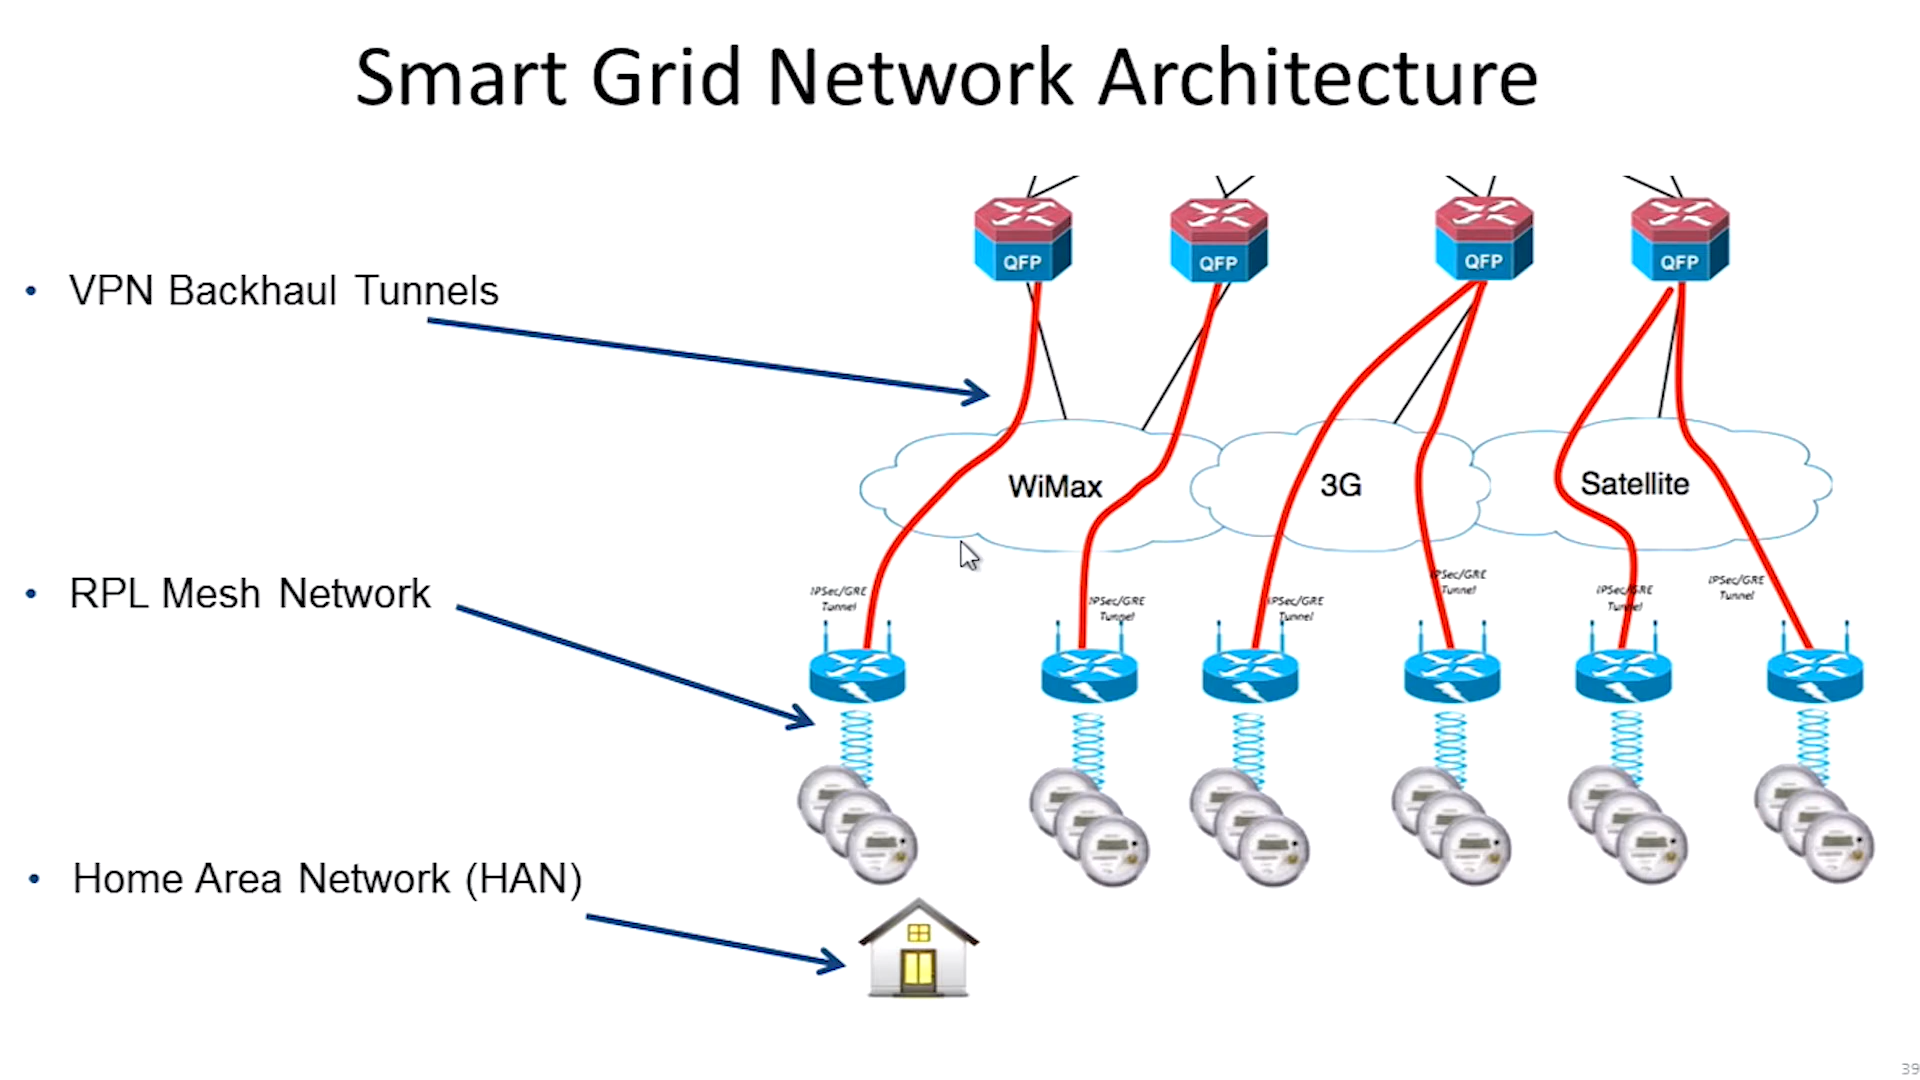 Smart Grid Network Architecture
QFP
QFP
QFP
QFP
• VPN Backhaul Tunnels
WiMax
3G
Satellite
• RPL Mesh Network
IPSec/GRE
Tunnel
IPSec/GRE
Tunnel
IPSec/GRE
Tunnel
IPSec/GRE
Tunnel
IPSec/GRE
Tunnel
IPSec/GRE
Tunnel
• Home Area Network (HAN)
39